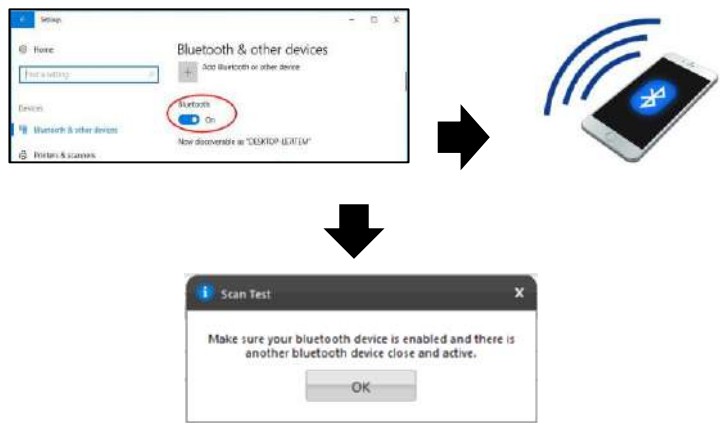 Settings
Home
Bluetooth & other devices
Add Bluetooth or other device
Find a setting
Devices
Bluetooth
On
Bluetooth & other devices
Now discoverable as
Printers & scanners
Scan Test
X
Make sure your bluetooth device is enabled and there is
another bluetooth device close and active.
OK